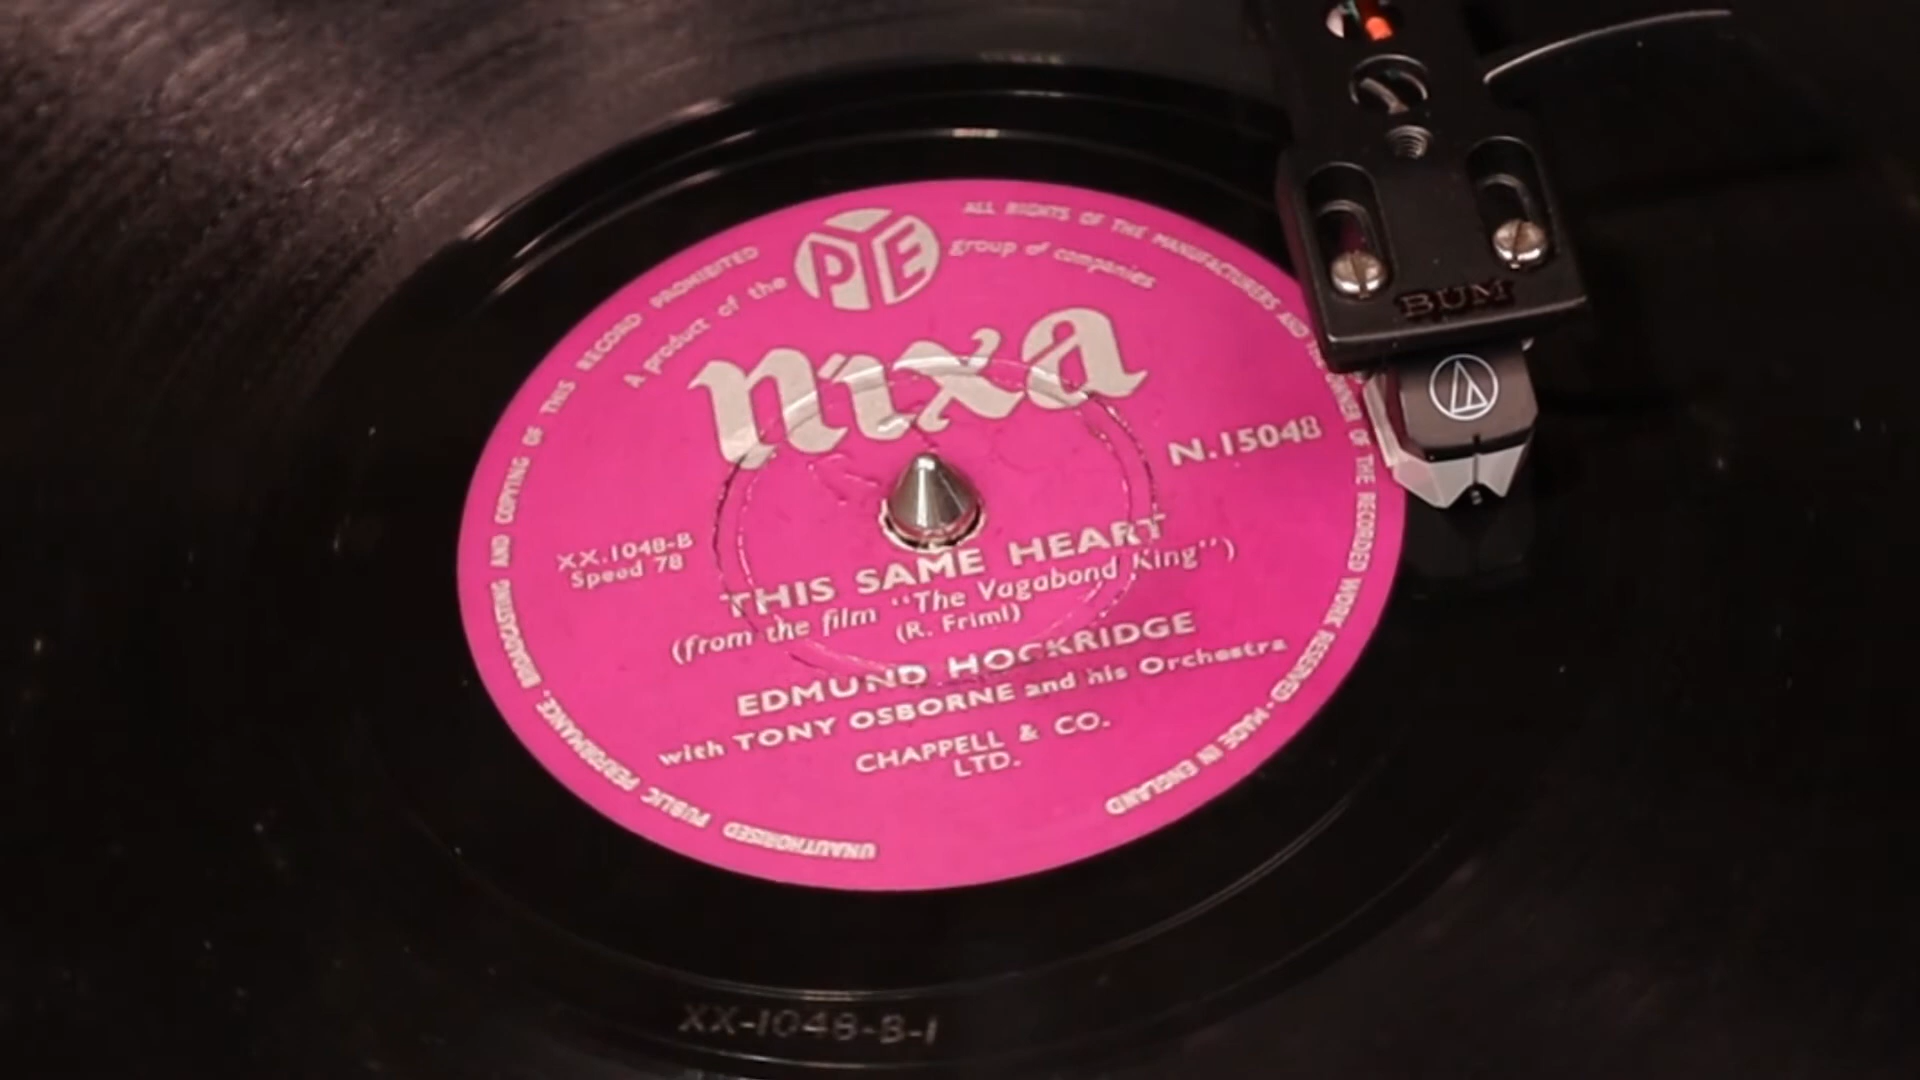 UNAUTHORISED PUBLIC PERFORMANCE, BROADCASTING AND COPYING OF THIS RECORD PROHIBITED
ALL RIGHTS OF THE MANUFACTURERS AND THE OWNER OF THE RECORDED WORK RESERVED · MADE IN ENGLAND
A product of the PYE group of companies
nixa
N.15048
XX.1048-B
Speed 78
THIS SAME HEART
(from the film "The Vagabond King")
(R. Friml)
EDMUND HOCKRIDGE
with TONY OSBORNE and his Orchestra
CHAPPELL & CO.
LTD.
BUM
XX-1048-B-1